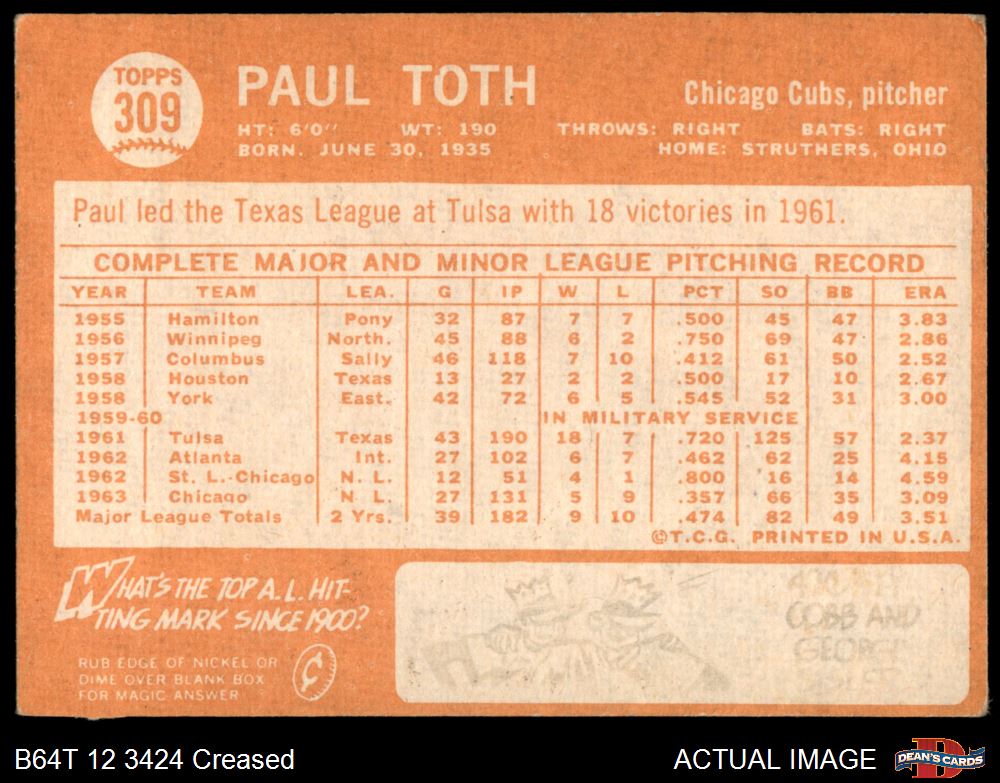 TOPPS
309
PAUL TOTH
Chicago Cubs, pitcher
HT: 6'0" WT: 190 THROWS: RIGHT BATS: RIGHT
BORN. JUNE 30, 1935 HOME: STRUTHERS, OHIO
Paul led the Texas League at Tulsa with 18 victories in 1961.
COMPLETE MAJOR AND MINOR LEAGUE PITCHING RECORD
YEAR TEAM LEA. G IP W L PCT SO BB ERA
1955 Hamilton Pony 32 87 7 7 .500 45 47 3.83
1956 Winnipeg North. 45 88 6 2 .750 69 47 2.86
1957 Columbus Sally 46 118 7 10 .412 61 50 2.52
1958 Houston Texas 13 27 2 2 .500 17 10 2.67
1958 York East. 42 72 6 5 .545 52 31 3.00
1959-60 IN MILITARY SERVICE
1961 Tulsa Texas 43 190 18 7 .720 125 57 2.37
1962 Atlanta Int. 27 102 6 7 .462 62 25 4.15
1962 St. L.-Chicago N. L. 12 51 4 1 .800 16 14 4.59
1963 Chicago N. L. 27 131 5 9 .357 66 35 3.09
Major League Totals 2 Yrs. 39 182 9 10 .474 82 49 3.51
©T.C.G. PRINTED IN U.S.A.
WHAT'S THE TOP A.L. HIT-
TING MARK SINCE 1900?
RUB EDGE OF NICKEL OR
DIME OVER BLANK BOX
FOR MAGIC ANSWER
COBB AND
GEORGE
B64T 12 3424 Creased
ACTUAL IMAGE
DEAN'S CARDS